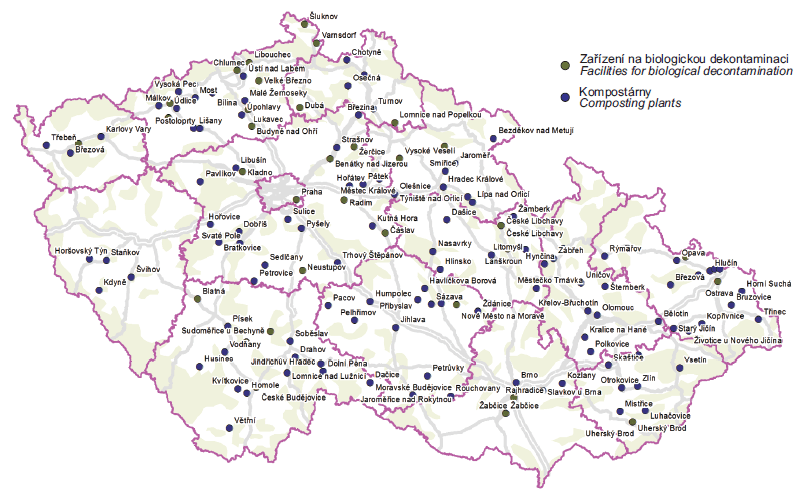 Šluknov
Varnsdorf
Zařízení na biologickou dekontaminaci
Facilities for biological decontamination
Kompostárny
Composting plants
Libouchec
Chotyně
Chlumec
Ústí nad Labem
Osečná
Velké Březno
Vysoká Pec
Most
Malé Žernoseky
Málkov
Údlice
Bílina
Úpohlavy
Dubá
Turnov
Březina
Lukavec
Lomnice nad Popelkou
Postoloprty
Lišany
Budyně nad Ohří
Bezděkov nad Metují
Karlovy Vary
Třebeň
Strašnov
Březová
Žerčice
Vysoké Veselí
Jaroměř
Libušín
Benátky nad Jizerou
Smiřice
Kladno
Pavlíkov
Hořátev
Pátek
Hradec Králové
Olešnice
Městec Králové
Praha
Radim
Týniště nad Orlicí
Lípa nad Orlicí
Žamberk
Hořovice
Sulice
Kutná Hora
Dašice
České Libchavy
Dobříš
Pyšely
Čáslav
České Libchavy
Svaté Pole
Bratkovice
Nasavrky
Litomyšl
Zábřeh
Rýmařov
Opava
Horšovský Týn
Staňkov
Sedlčany
Trhový Štěpánov
Lanškroun
Hynčina
Hlučín
Švihov
Petrovice
Neustupov
Hlinsko
Uničov
Březová
Kdyně
Havlíčkova Borová
Městečko Trnávka
Šternberk
Horní Suchá
Ostrava
Blatná
Pacov
Humpolec
Sázava
Ždánice
Křelov-Břuchotín
Bruzovice
Přibyslav
Olomouc
Třinec
Písek
Pelhřimov
Nové Město na Moravě
Bělotín
Kopřivnice
Sudoměřice u Bechyně
Jihlava
Kralice na Hané
Starý Jičín
Soběslav
Životice u Nového Jičína
Vodňany
Drahov
Polkovice
Husinec
Jindřichův Hradec
Dolní Pěna
Skaštice
Vsetín
Lomnice nad Lužnicí
Dačice
Petrůvky
Brno
Kožlany
Kvílkovice
Homole
Moravské Budějovice
Rouchovany
Rajhradice
Otrokovice
Zlín
České Budějovice
Jaroměřice nad Rokytnou
Slavkov u Brna
Žabčice
Žabčice
Mistřice
Luhačovice
Větřní
Uherský Brod
Uherský Brod